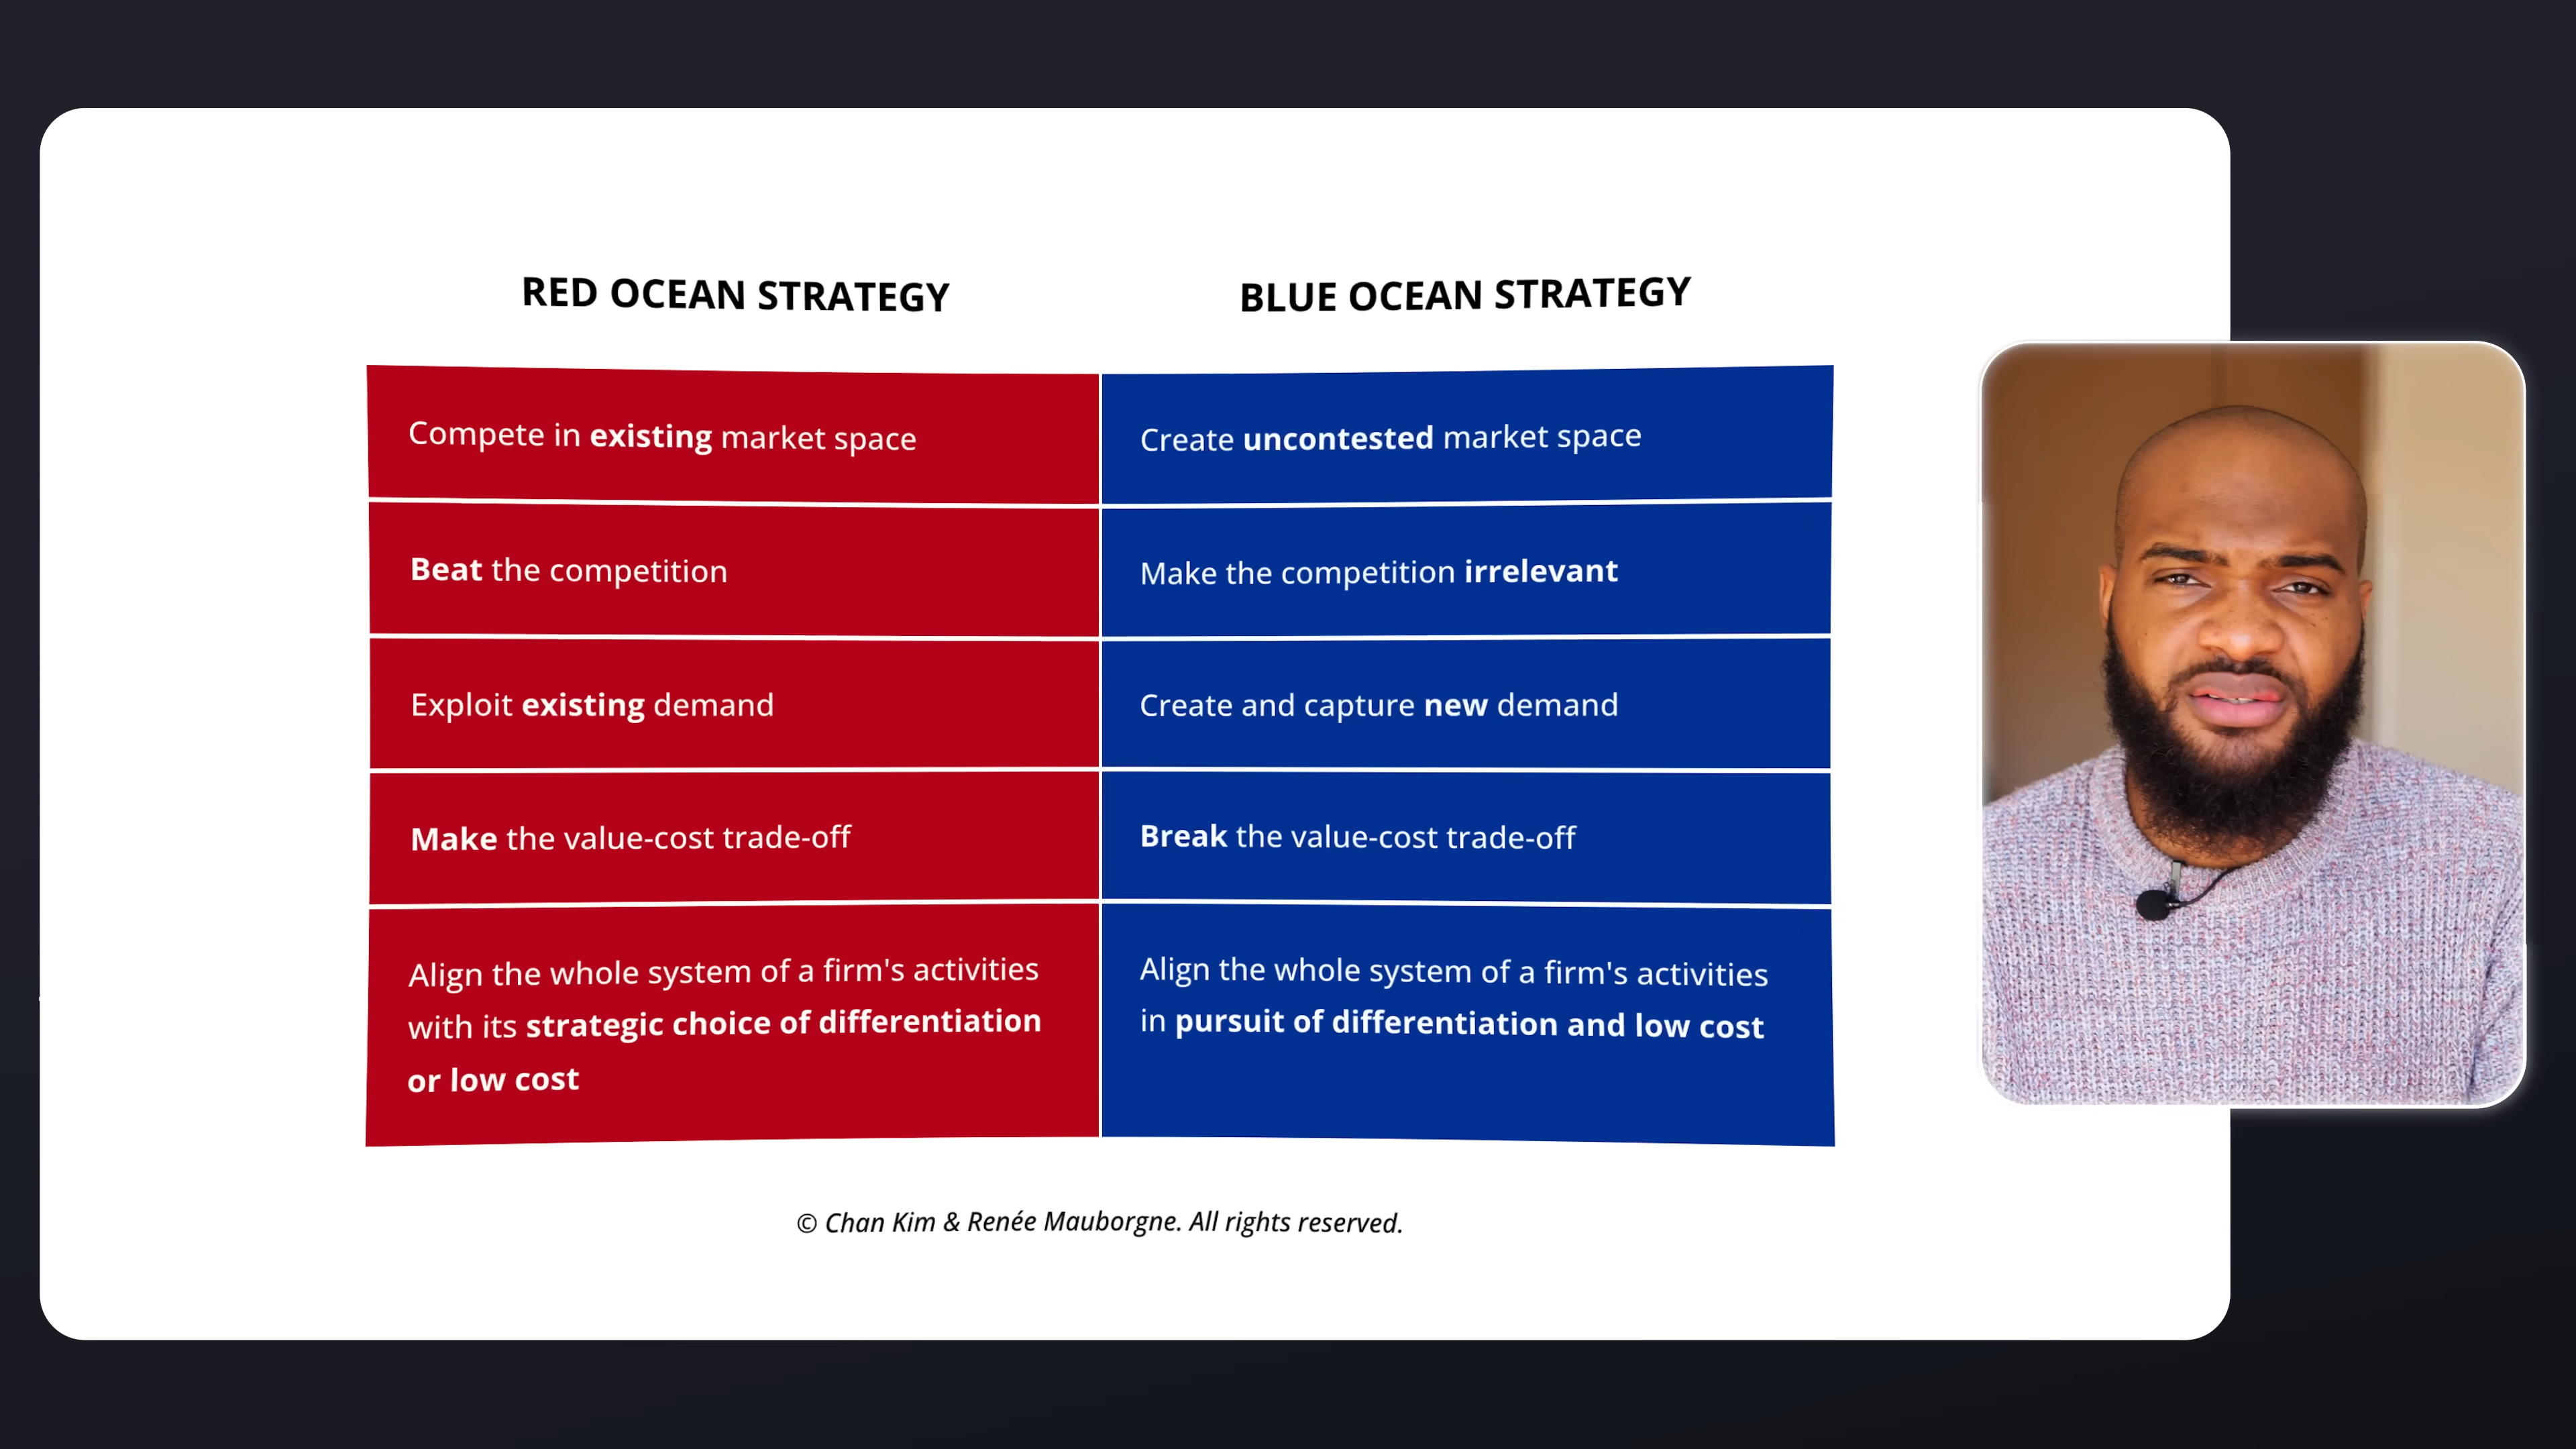 RED OCEAN STRATEGY
BLUE OCEAN STRATEGY
Compete in existing market space
Create uncontested market space
Beat the competition
Make the competition irrelevant
Exploit existing demand
Create and capture new demand
Make the value-cost trade-off
Break the value-cost trade-off
Align the whole system of a firm's activities
with its strategic choice of differentiation
or low cost
Align the whole system of a firm's activities
in pursuit of differentiation and low cost
© Chan Kim & Renée Mauborgne. All rights reserved.